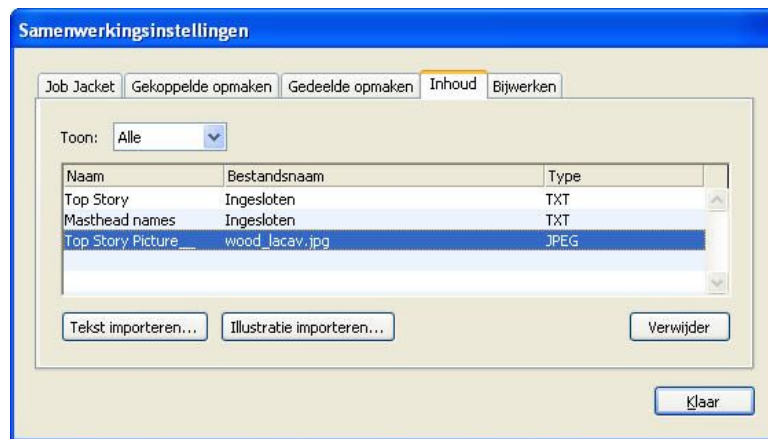 Samenwerkingsinstellingen
Job Jacket Gekoppelde opmaken Gedeelde opmaken Inhoud Bijwerken
Toon: Alle
Naam Bestandsnaam Type
Top Story Ingesloten TXT
Masthead names Ingesloten TXT
Top Story Picture__ wood_lacav.jpg JPEG
Tekst importeren... Illustratie importeren... Verwijder
Klaar